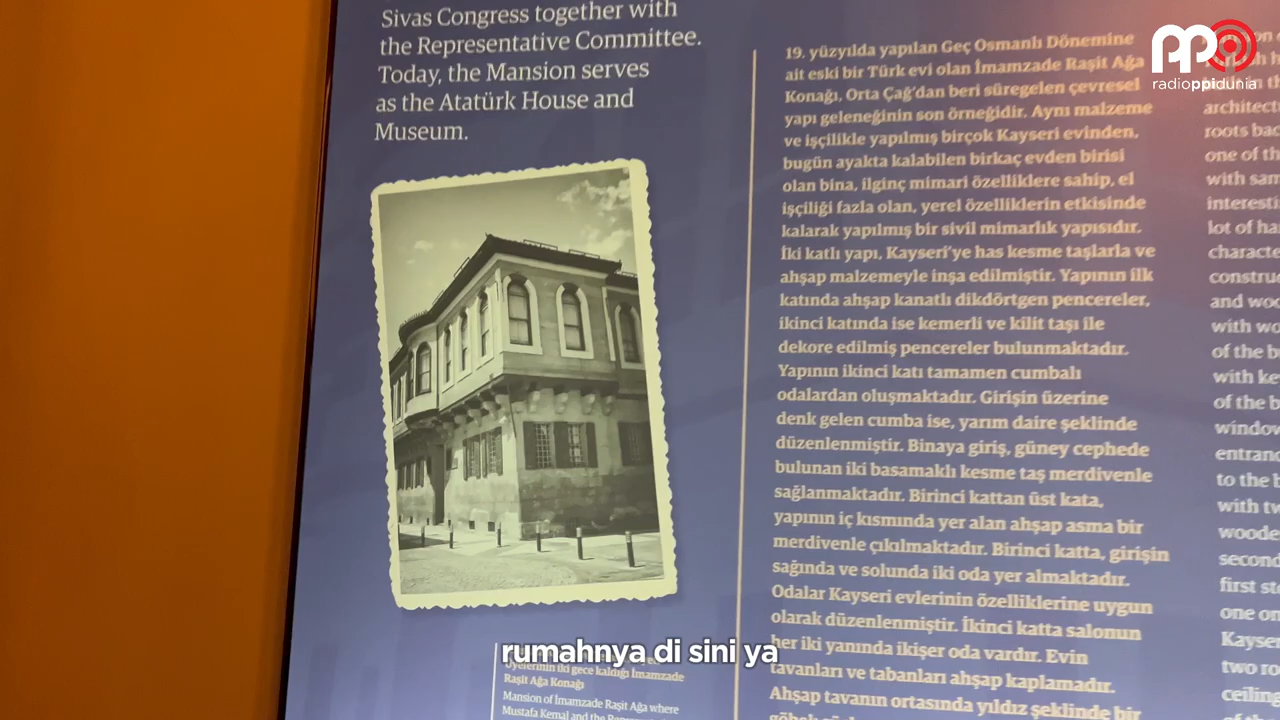 Sivas Congress together with
the Representative Committee.
Today, the Mansion serves
as the Atatürk House and
Museum.
üyelerinin iki gece kaldığı İmamzade
Raşit Ağa Konağı
Mansion of Imamzade Raşit Ağa where
Mustafa Kemal and the
19. yüzyılda yapılan Geç Osmanlı Dönemine
ait eski bir Türk evi olan İmamzade Raşit Ağa
Konağı, Orta Çağ'dan beri süregelen çevresel
yapı geleneğinin son örneğidir. Aynı malzeme
ve işçilikle yapılmış birçok Kayseri evinden,
bugün ayakta kalabilen birkaç evden birisi
olan bina, ilginç mimari özelliklere sahip, el
işçiliği fazla olan, yerel özelliklerin etkisinde
kalarak yapılmış bir sivil mimarlık yapısıdır.
İki katlı yapı, Kayseri'ye has kesme taşlarla ve
ahşap malzemeyle inşa edilmiştir. Yapının ilk
katında ahşap kanatlı dikdörtgen pencereler,
ikinci katında ise kemerli ve kilit taşı ile
dekore edilmiş pencereler bulunmaktadır.
Yapının ikinci katı tamamen cumbalı
odalardan oluşmaktadır. Girişin üzerine
denk gelen cumba ise, yarım daire şeklinde
düzenlenmiştir. Binaya giriş, güney cephede
bulunan iki basamaklı kesme taş merdivenle
sağlanmaktadır. Birinci kattan üst kata,
yapının iç kısmında yer alan ahşap asma bir
merdivenle çıkılmaktadır. Birinci katta, girişin
sağında ve solunda iki oda yer almaktadır.
Odalar Kayseri evlerinin özelliklerine uygun
olarak düzenlenmiştir. İkinci katta salonun
her iki yanında ikişer oda vardır. Evin
tavanları ve tabanları ahşap kaplamadır.
Ahşap tavanın ortasında yıldız şeklinde bir
architect
roots bac
one of th
with sam
interesti
lot of ha
characte
construc
and woo
with wo
of the b
with key
of the b
window
entranc
to the b
with tw
woode
second
first st
one on
Kayser
two ro
ceiling
radioppidunia
rumahnya di sini ya